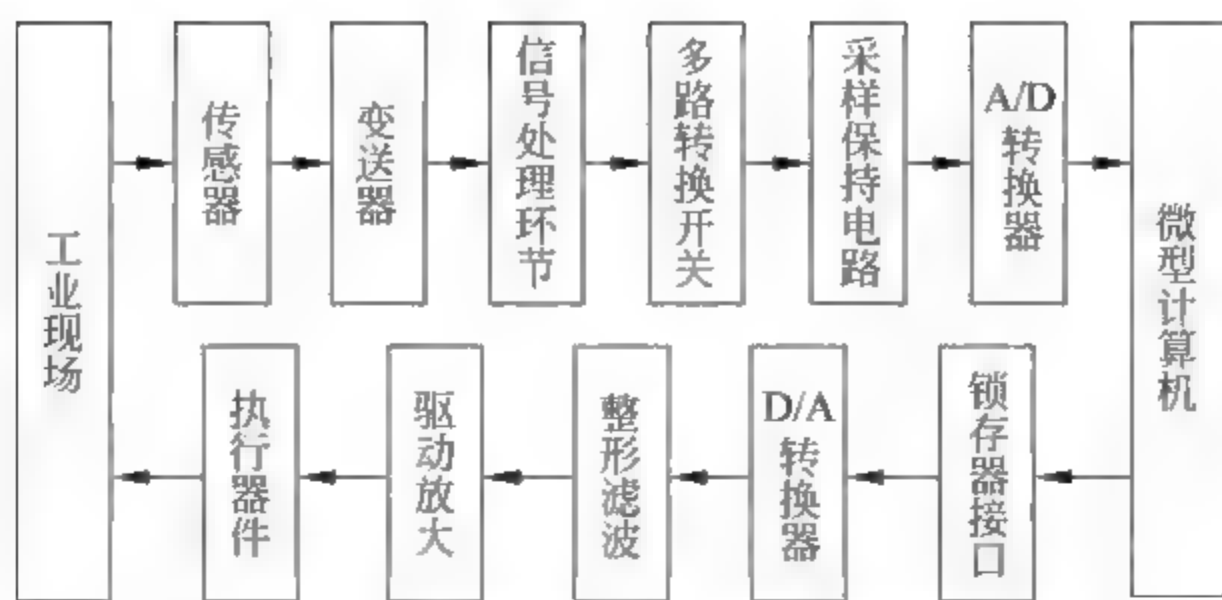 工业现场
传感器
变送器
信号处理环节
多路转换开关
采样保持电路
A/D
转换器
微型计算机
锁存器接口
D/A
转换器
整形滤波
驱动放大
执行器件